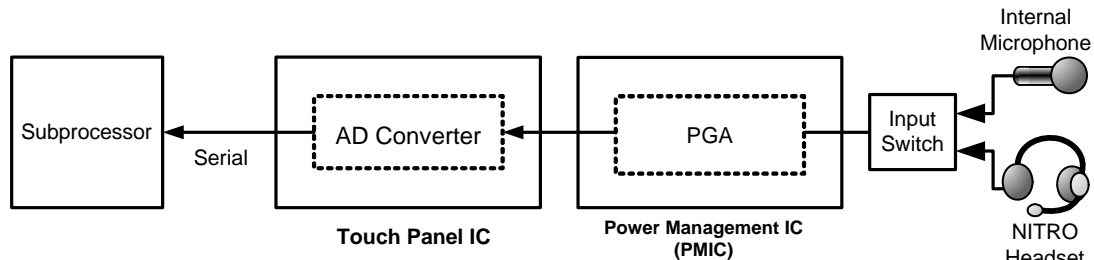 Internal
Microphone
Subprocessor
Serial
AD Converter
Touch Panel IC
PGA
Power Management IC
(PMIC)
Input
Switch
NITRO
Headset